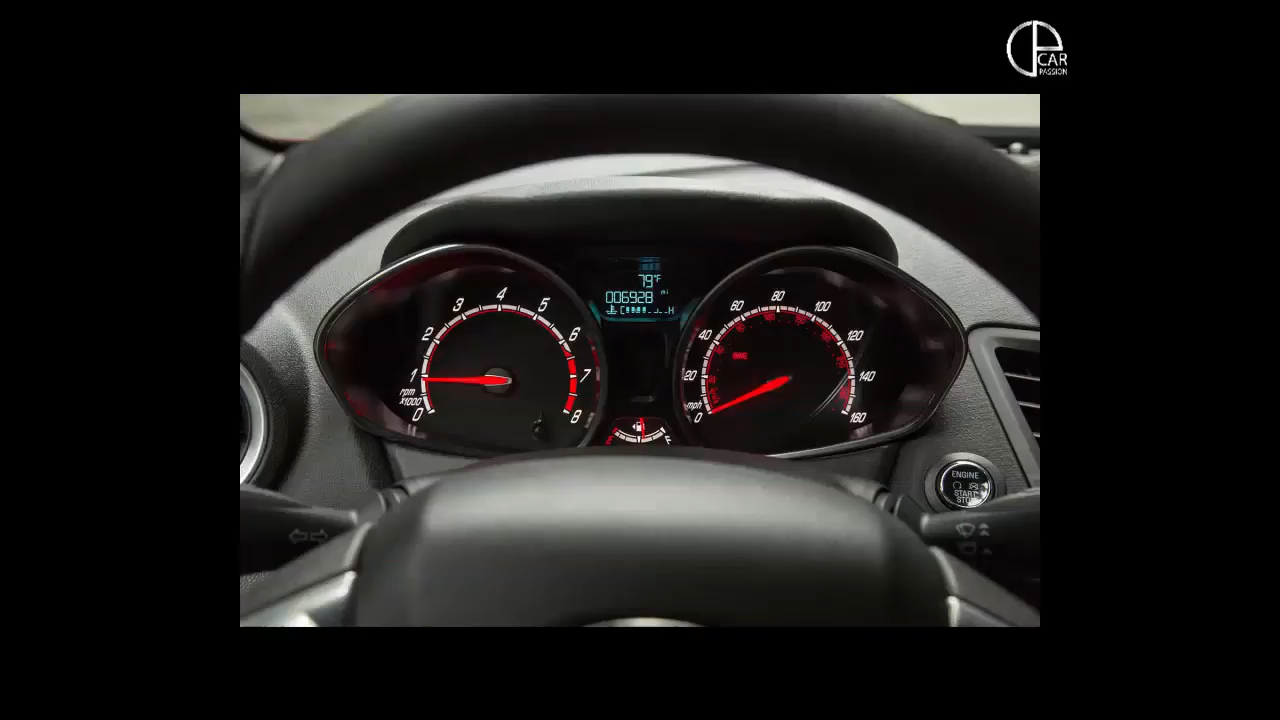 CAR
PASSION
79°F
006928 mi
C H
0 1 2 3 4 5 6 7 8
rpm
x1000
0 20 40 60 80 100 120 140 160
mph
ENGINE
START
STOP